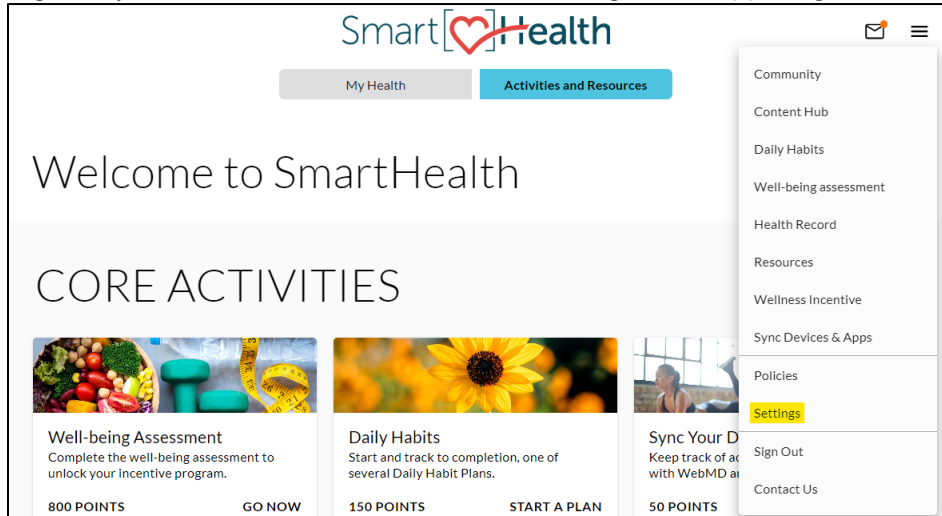 Smart[Health
My Health
Activities and Resources
Welcome to SmartHealth
Community
Content Hub
Daily Habits
Well-being assessment
Health Record
Resources
Wellness Incentive
Sync Devices & Apps
Policies
Settings
Sign Out
Contact Us
CORE ACTIVITIES
Well-being Assessment
Complete the well-being assessment to
unlock your incentive program.
800 POINTS GO NOW
Daily Habits
Start and track to completion, one of
several Daily Habit Plans.
150 POINTS START A PLAN
Sync Your D
Keep track of a
with WebMD a
50 POINTS